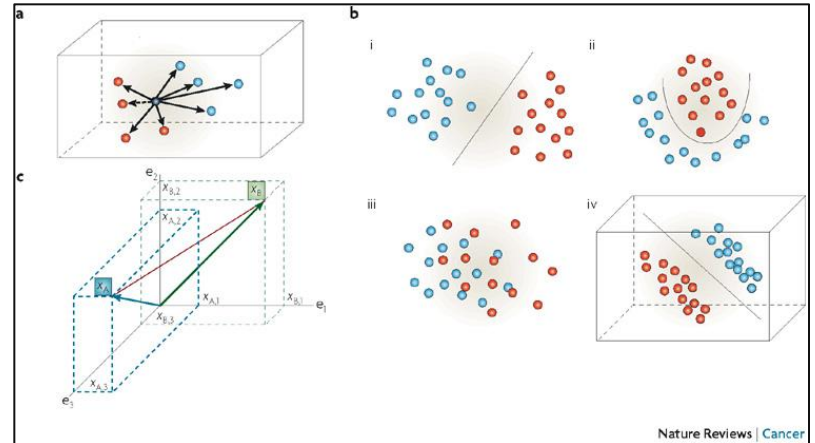 a
b
i
ii
c
e2
xB,2
xB
xA,2
xA
xA,1
xB,1
e1
xB,3
xA,3
e3
iii
iv
Nature Reviews | Cancer